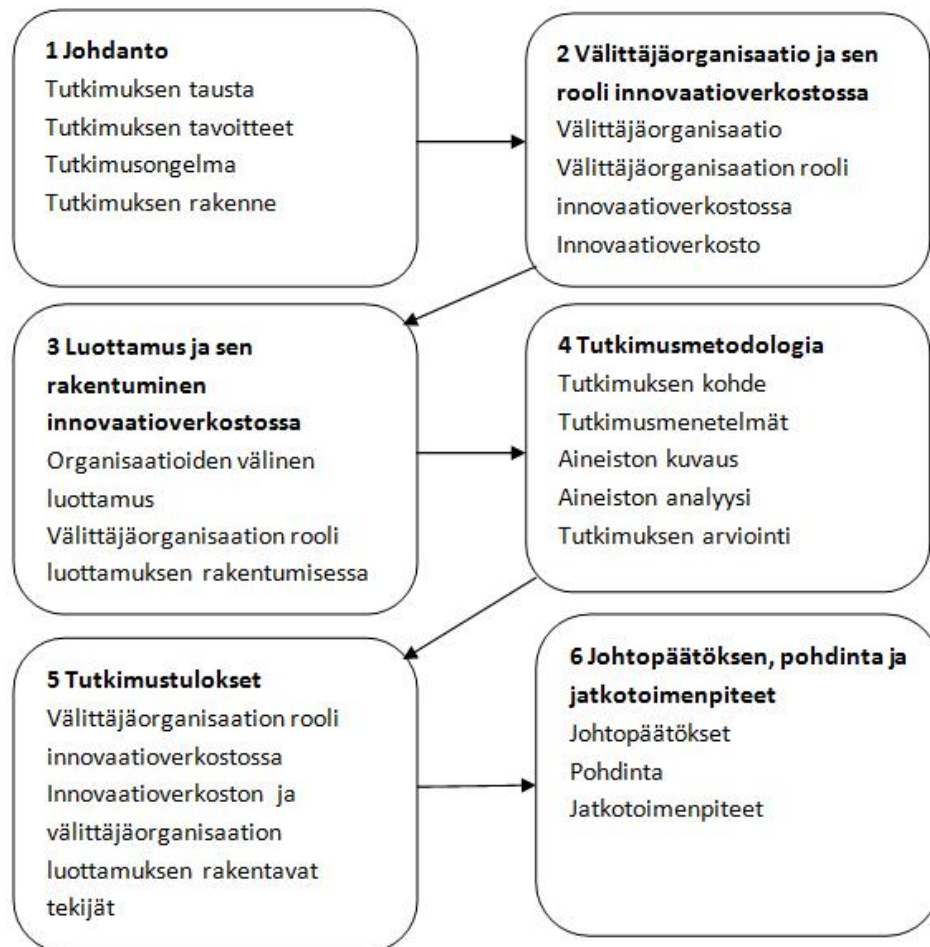 1 Johdanto
Tutkimuksen tausta
Tutkimuksen tavoitteet
Tutkimusongelma
Tutkimuksen rakenne
2 Välittäjäorganisaatio ja sen
rooli innovaatioverkostossa
Välittäjäorganisaatio
Välittäjäorganisaation rooli
innovaatioverkostossa
Innovaatioverkosto
3 Luottamus ja sen
rakentuminen
innovaatioverkostossa
Organisaatioiden välinen
luottamus
Välittäjäorganisaation rooli
luottamuksen rakentumisessa
4 Tutkimusmetodologia
Tutkimuksen kohde
Tutkimusmenetelmät
Aineiston kuvaus
Aineiston analyysi
Tutkimuksen arviointi
5 Tutkimustulokset
Välittäjäorganisaation rooli
innovaatioverkostossa
Innovaatioverkoston ja
välittäjäorganisaation
luottamuksen rakentavat
tekijät
6 Johtopäätöksen, pohdinta ja
jatkotoimenpiteet
Johtopäätökset
Pohdinta
Jatkotoimenpiteet